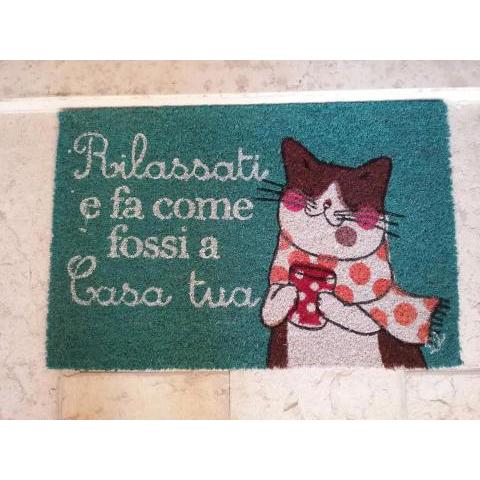 Rilassati
e fa come
fossi a
Casa tua